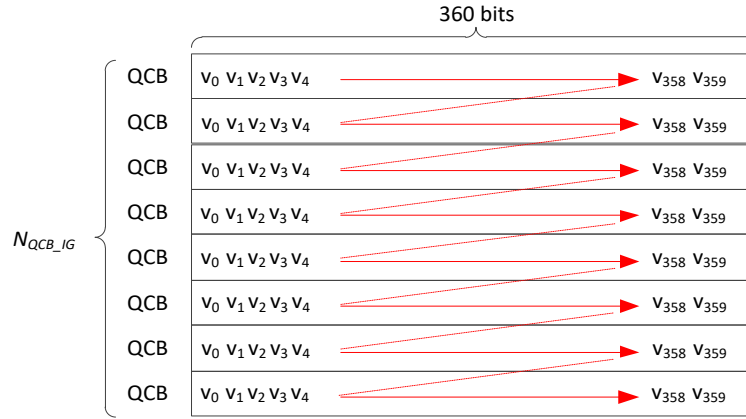 360 bits
QCB v₀ v₁ v₂ v₃ v₄ v₃₅₈ v₃₅₉
QCB v₀ v₁ v₂ v₃ v₄ v₃₅₈ v₃₅₉
QCB v₀ v₁ v₂ v₃ v₄ v₃₅₈ v₃₅₉
QCB v₀ v₁ v₂ v₃ v₄ v₃₅₈ v₃₅₉
N_QCB_IG
QCB v₀ v₁ v₂ v₃ v₄ v₃₅₈ v₃₅₉
QCB v₀ v₁ v₂ v₃ v₄ v₃₅₈ v₃₅₉
QCB v₀ v₁ v₂ v₃ v₄ v₃₅₈ v₃₅₉
QCB v₀ v₁ v₂ v₃ v₄ v₃₅₈ v₃₅₉